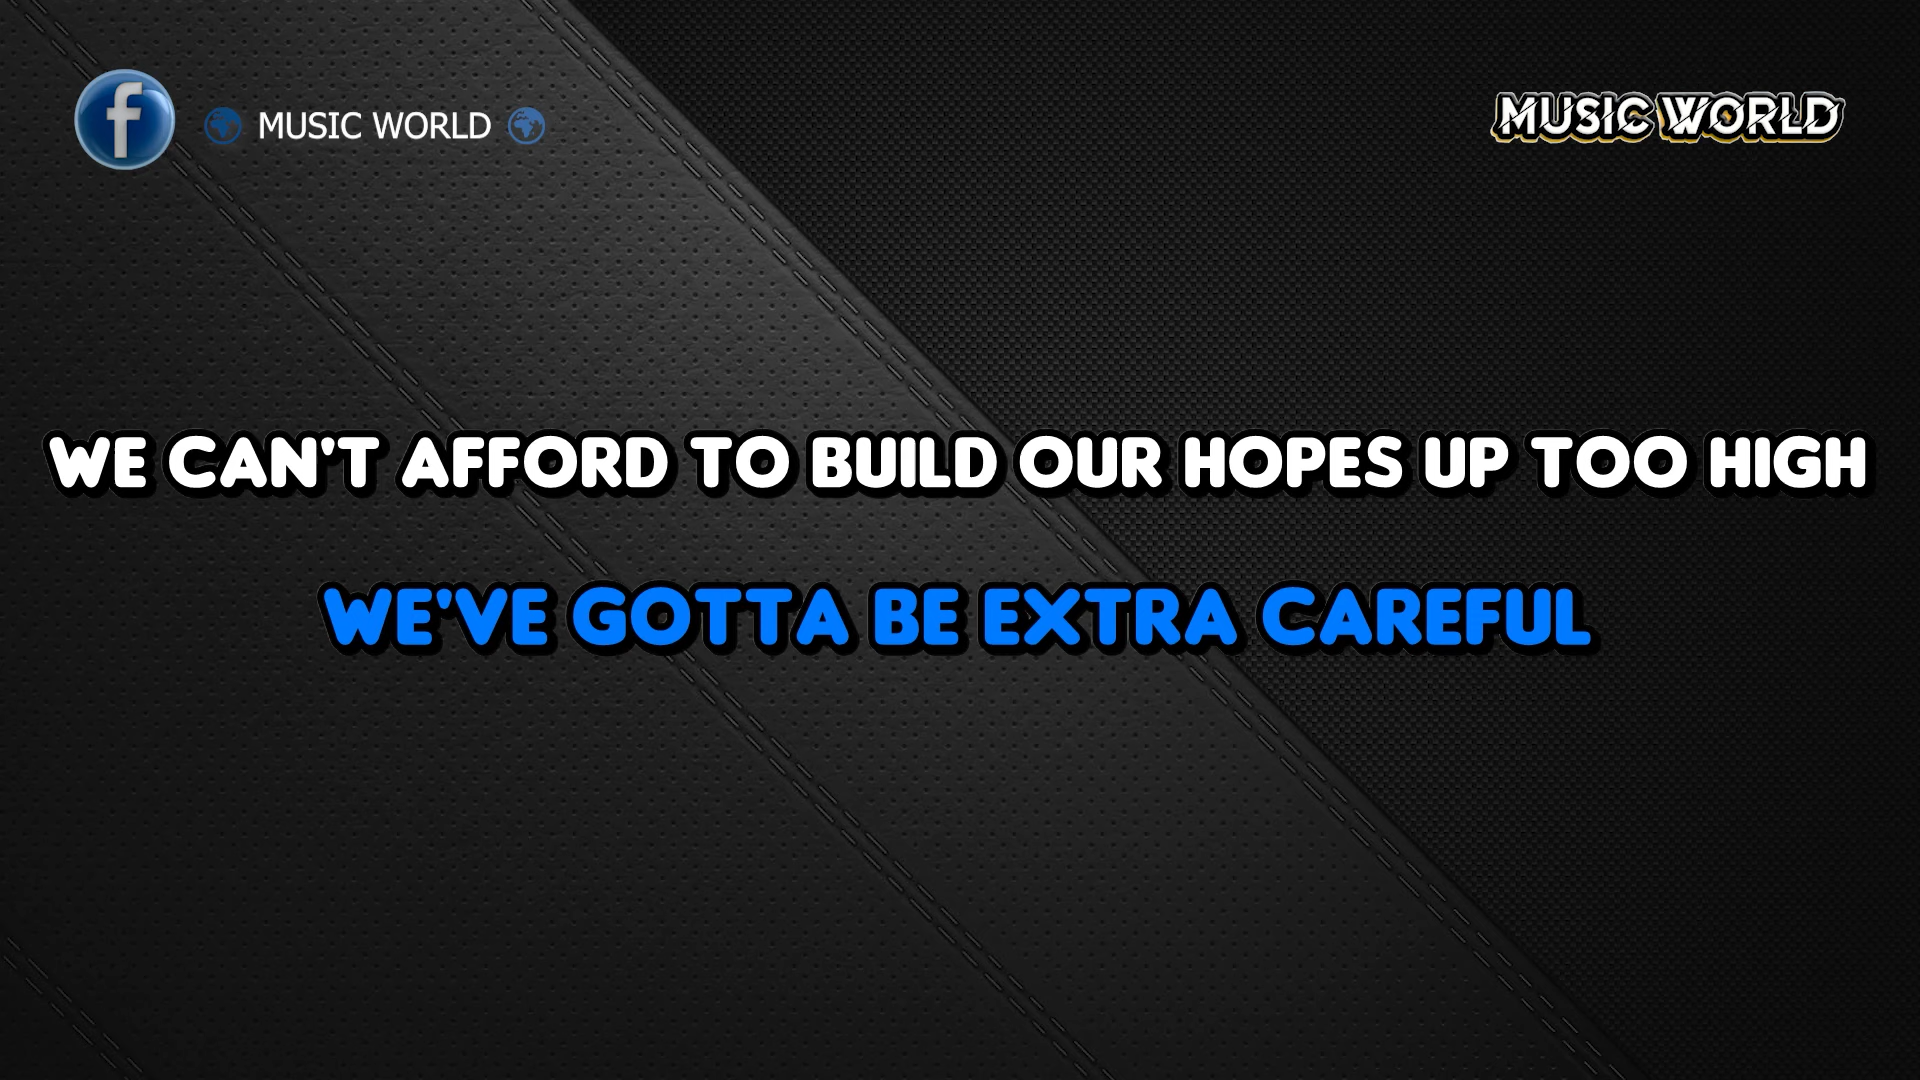 f
MUSIC WORLD
MUSIC WORLD
WE CAN'T AFFORD TO BUILD OUR HOPES UP TOO HIGH
WE'VE GOTTA BE EXTRA CAREFUL